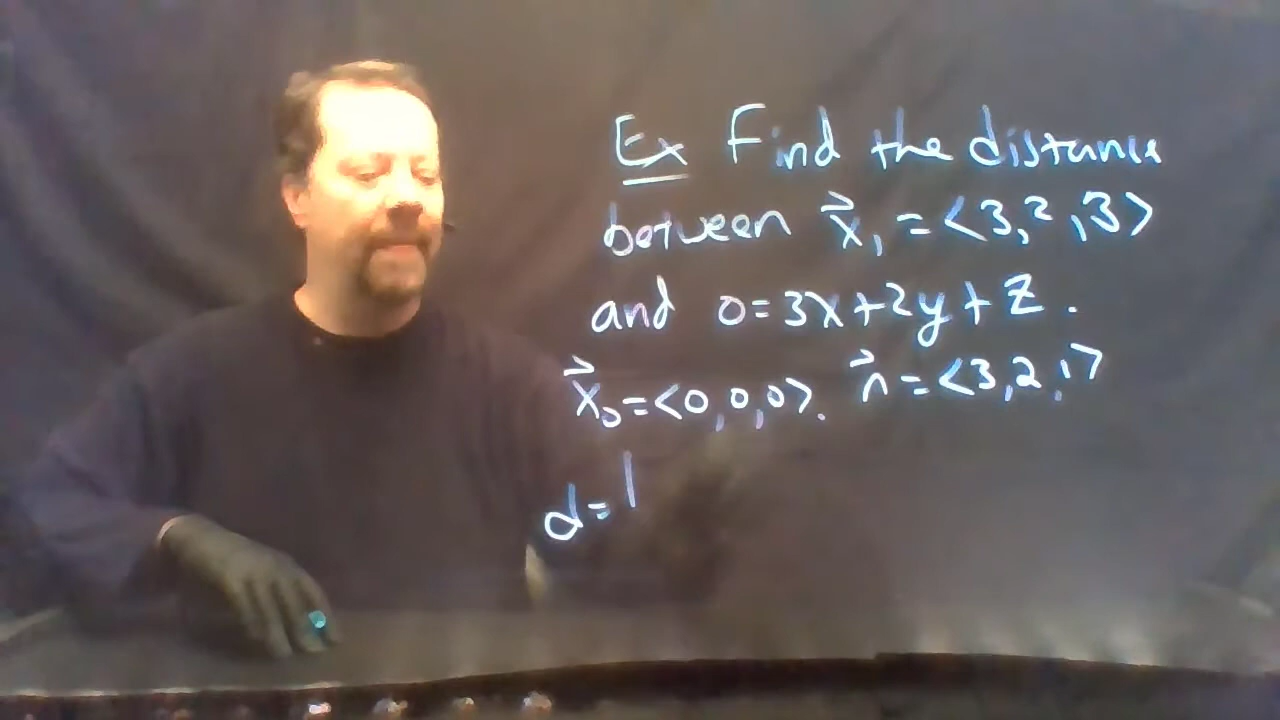 Ex Find the distance
between x⃗₁ = <3,2,3>
and 0=3x+2y+z.
x⃗₀=<0,0,0>. n⃗=<3,2,1>
d=|